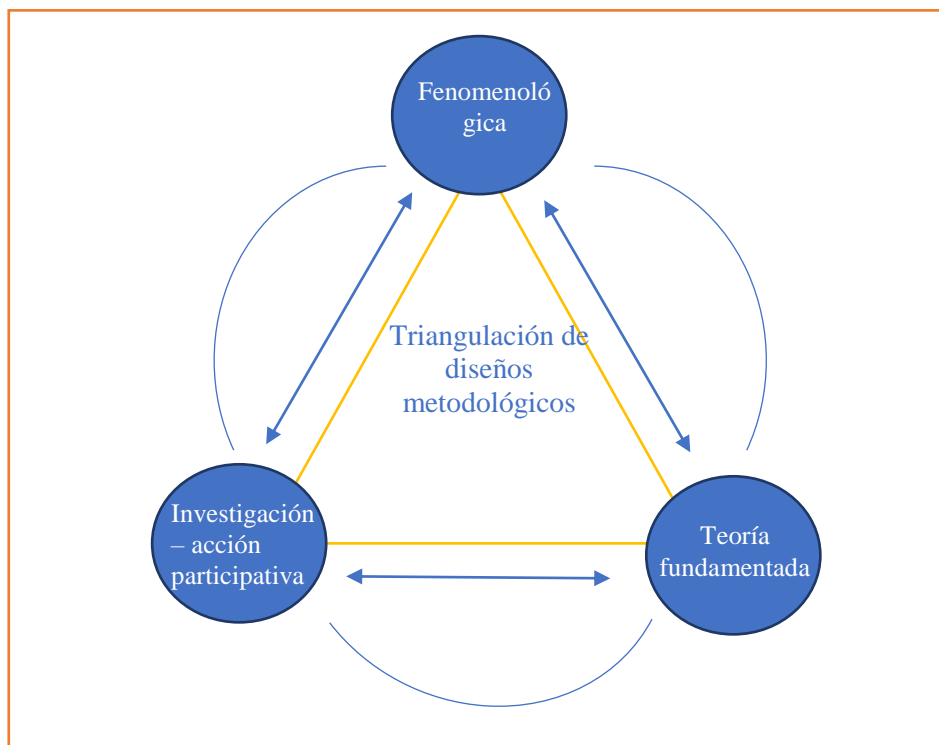 Fenomenoló
gica
Triangulación de
diseños
metodológicos
Investigación
– acción
participativa
Teoría
fundamentada